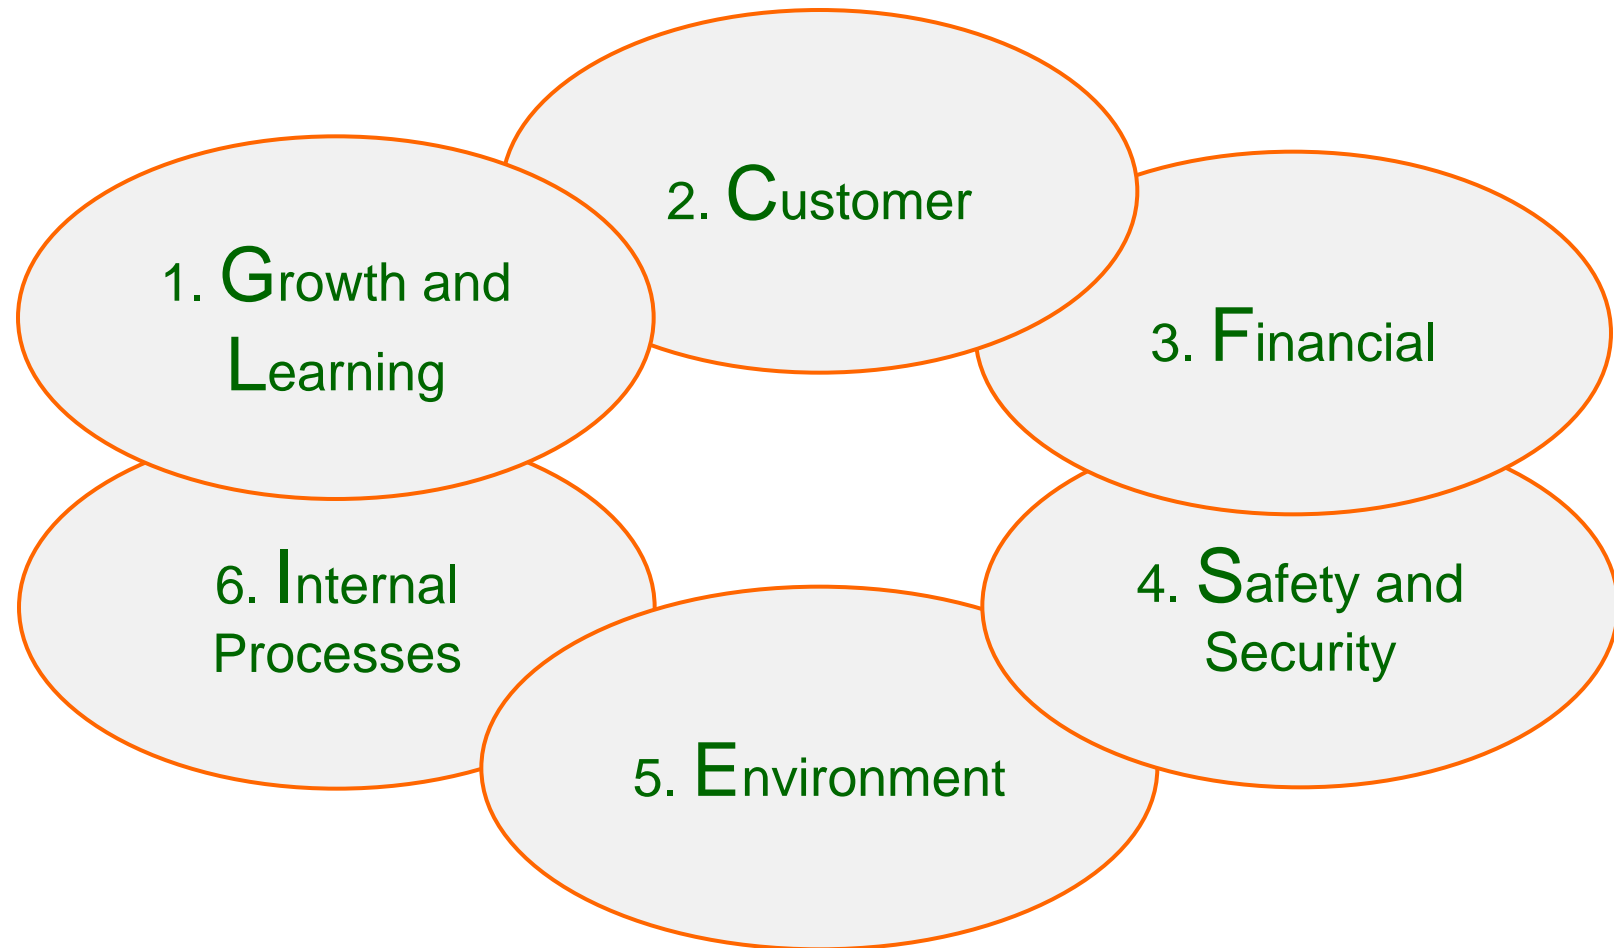 1. Growth and
Learning
2. Customer
3. Financial
4. Safety and
Security
5. Environment
6. Internal
Processes